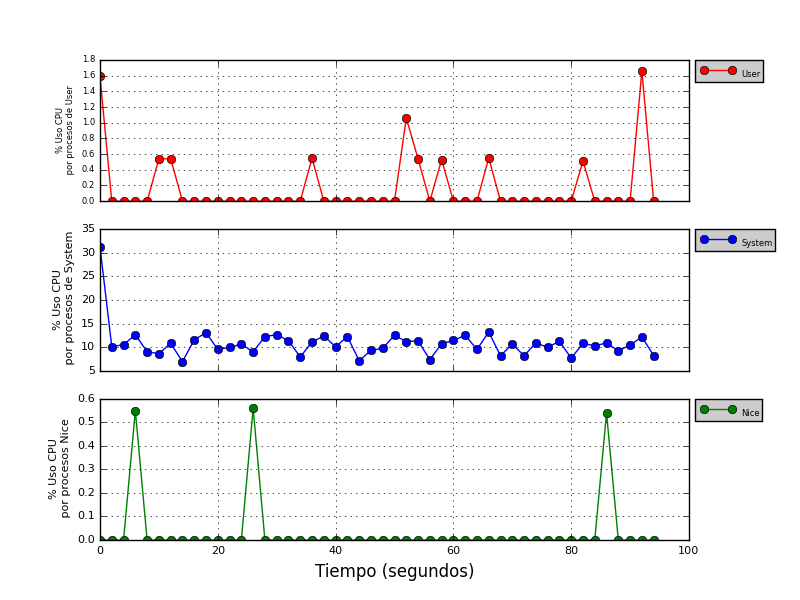 % Uso CPU
por procesos de User
1.8
1.6
1.4
1.2
1.0
0.8
0.6
0.4
0.2
0.0
User
% Uso CPU
por procesos de System
35
30
25
20
15
10
5
System
% Uso CPU
por procesos Nice
0.6
0.5
0.4
0.3
0.2
0.1
0.0
Nice
0 20 40 60 80 100
Tiempo (segundos)